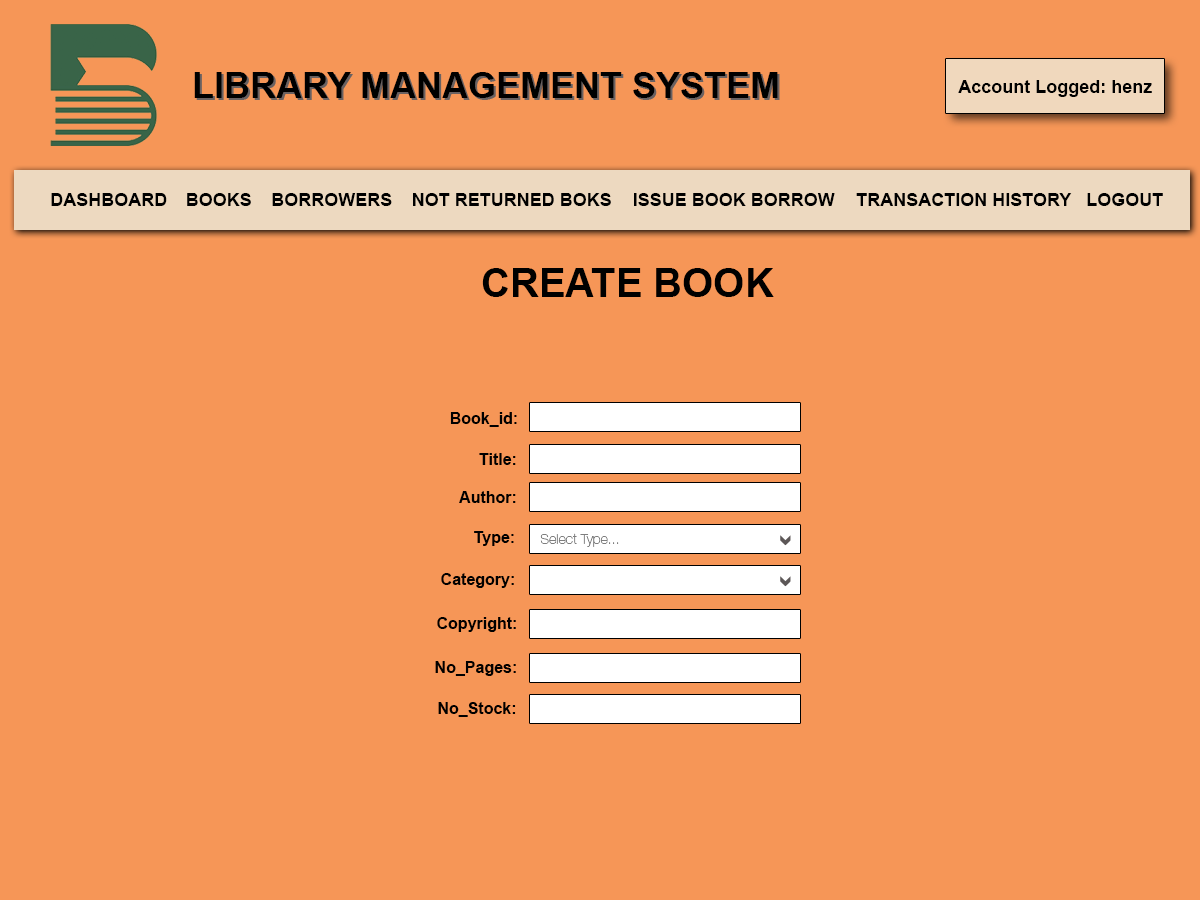 LIBRARY MANAGEMENT SYSTEM
Account Logged: henz
DASHBOARD BOOKS BORROWERS NOT RETURNED BOKS ISSUE BOOK BORROW TRANSACTION HISTORY LOGOUT
CREATE BOOK
Book_id:
Title:
Author:
Type: Select Type...
Category:
Copyright:
No_Pages:
No_Stock: